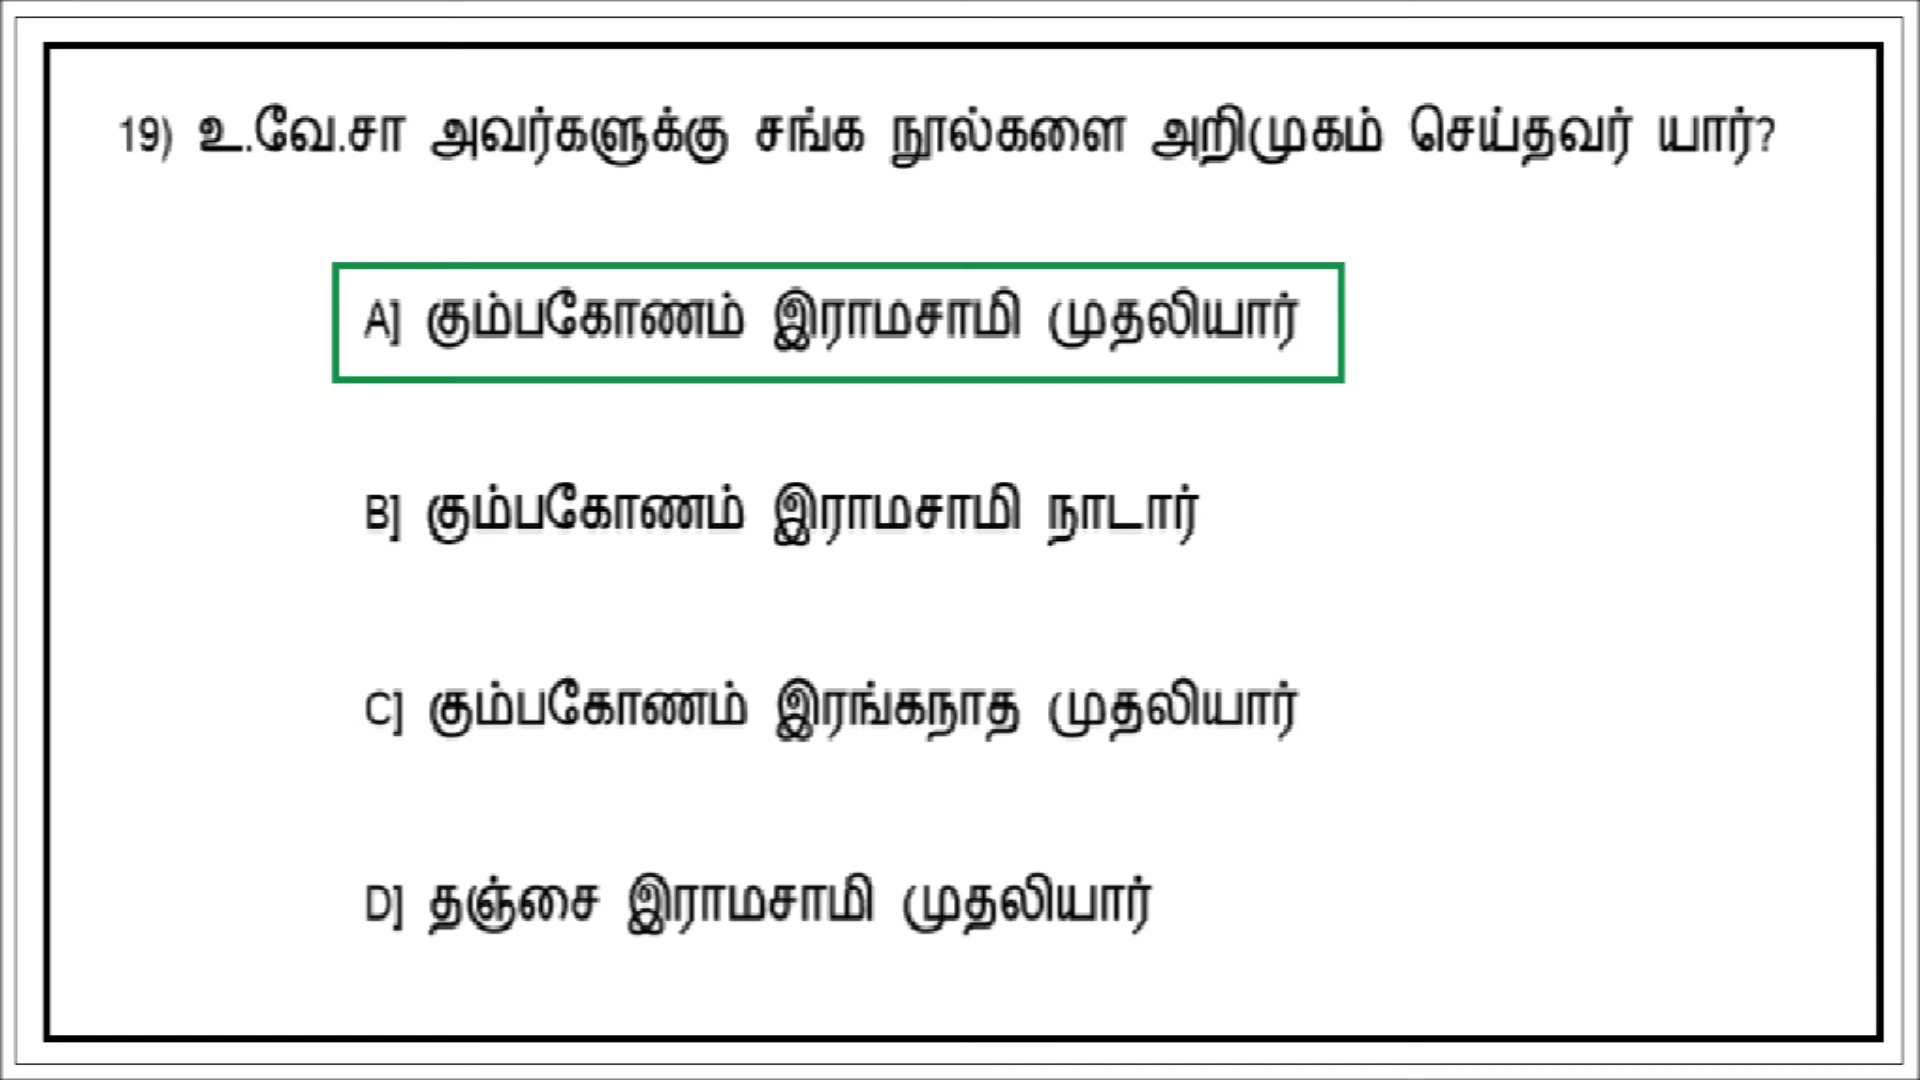 19) உ.வே.சா அவர்களுக்கு சங்க நூல்களை அறிமுகம் செய்தவர் யார்?
A] கும்பகோணம் இராமசாமி முதலியார்
B] கும்பகோணம் இராமசாமி நாடார்
C] கும்பகோணம் இரங்கநாத முதலியார்
D] தஞ்சை இராமசாமி முதலியார்